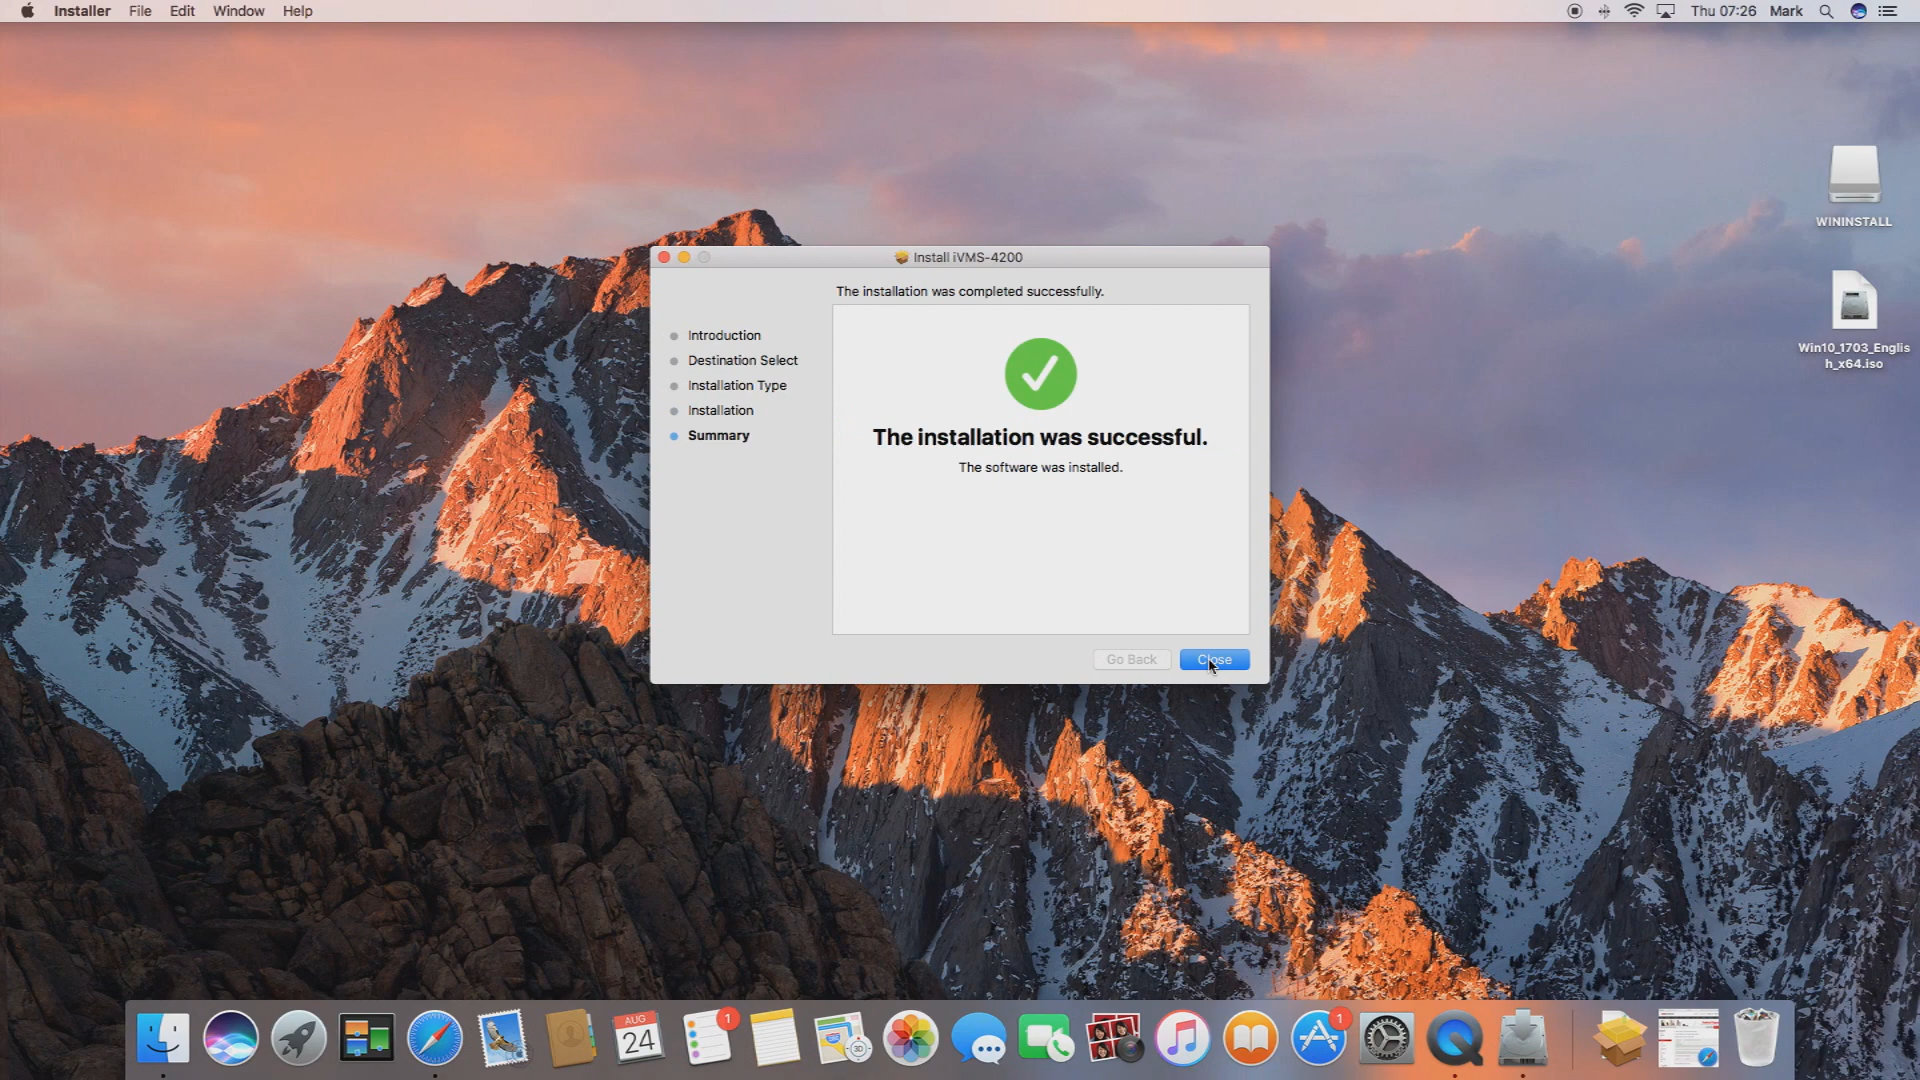 Installer File Edit Window Help
Thu 07:26 Mark
WININSTALL
Install iVMS-4200
The installation was completed successfully.
Introduction
Destination Select
Installation Type
Installation
Summary
The installation was successful.
The software was installed.
Go Back
Close
Win10_1703_Englis
h_x64.iso
AUG
24
1
3D
1